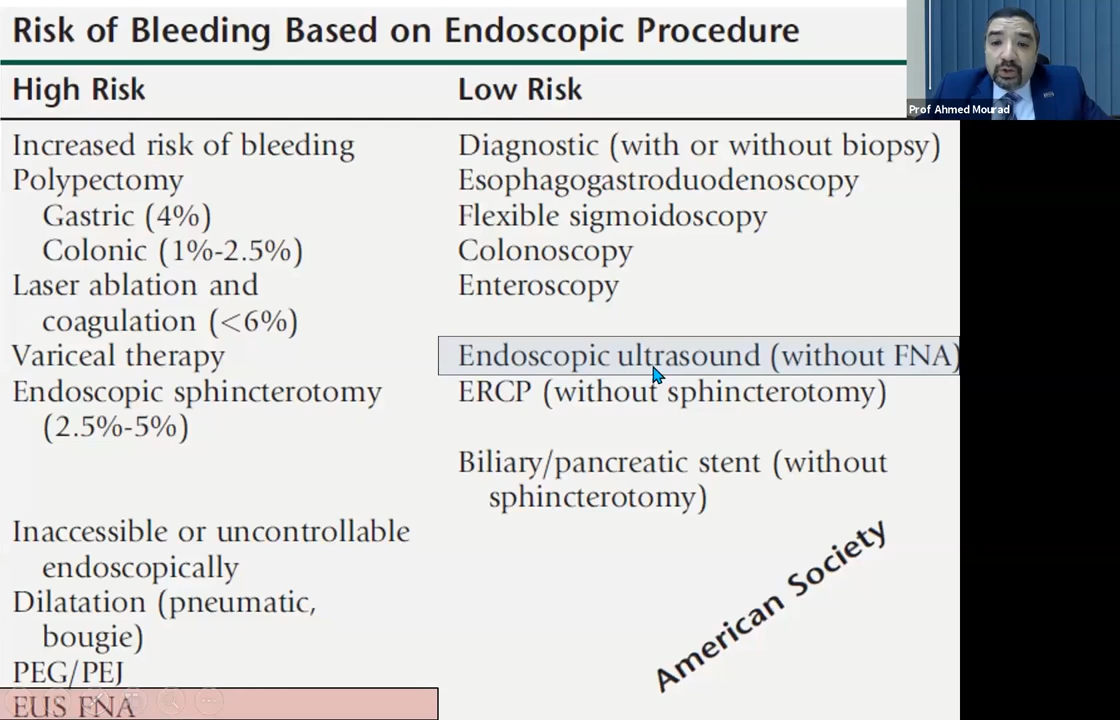 Risk of Bleeding Based on Endoscopic Procedure
Prof Ahmed Mourad
High Risk
Low Risk
Increased risk of bleeding
Polypectomy
Gastric (4%)
Colonic (1%-2.5%)
Laser ablation and
coagulation (<6%)
Variceal therapy
Endoscopic sphincterotomy
(2.5%-5%)
Inaccessible or uncontrollable
endoscopically
Dilatation (pneumatic,
bougie)
PEG/PEJ
EUS FNA
Diagnostic (with or without biopsy)
Esophagogastroduodenoscopy
Flexible sigmoidoscopy
Colonoscopy
Enteroscopy
Endoscopic ultrasound (without FNA)
ERCP (without sphincterotomy)
Biliary/pancreatic stent (without
sphincterotomy)
American Society